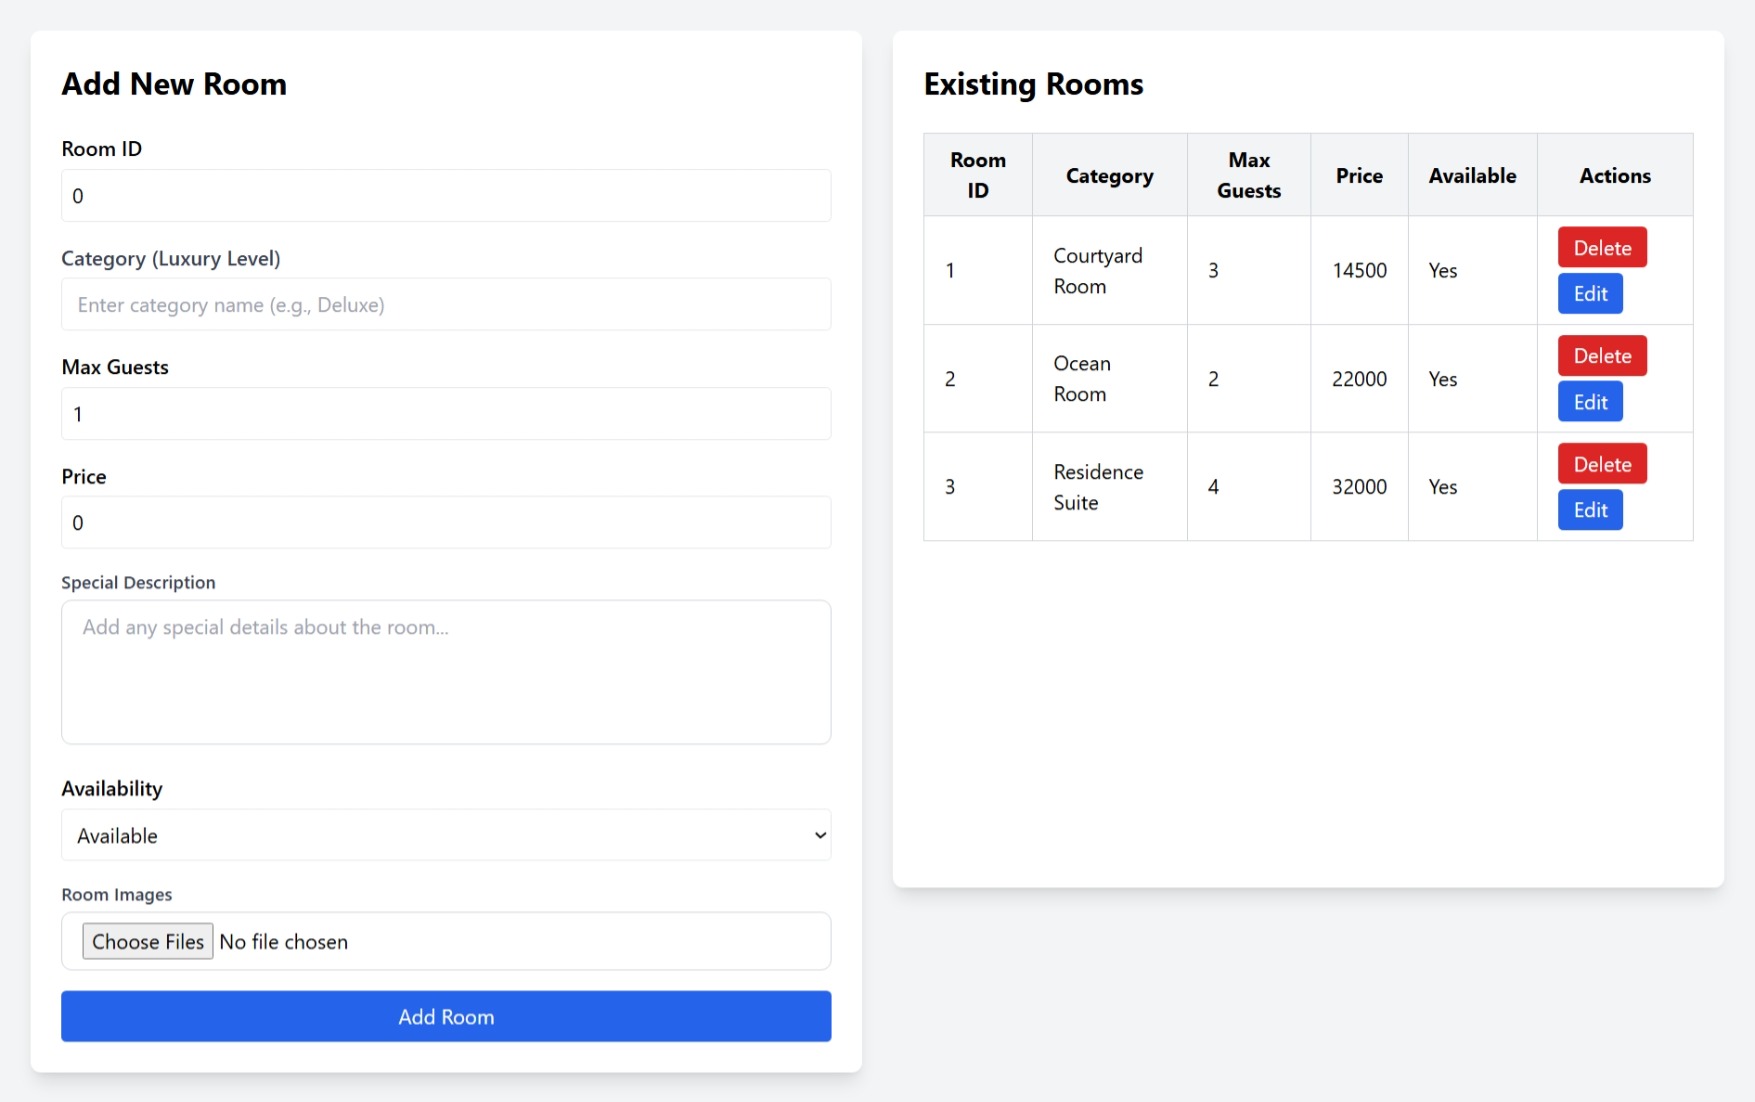 Add New Room
Room ID
0
Category (Luxury Level)
Enter category name (e.g., Deluxe)
Max Guests
1
Price
0
Special Description
Add any special details about the room...
Availability
Available
Room Images
Choose Files No file chosen
Add Room
Existing Rooms
Room ID Category Max Guests Price Available Actions
1 Courtyard Room 3 14500 Yes Delete Edit
2 Ocean Room 2 22000 Yes Delete Edit
3 Residence Suite 4 32000 Yes Delete Edit